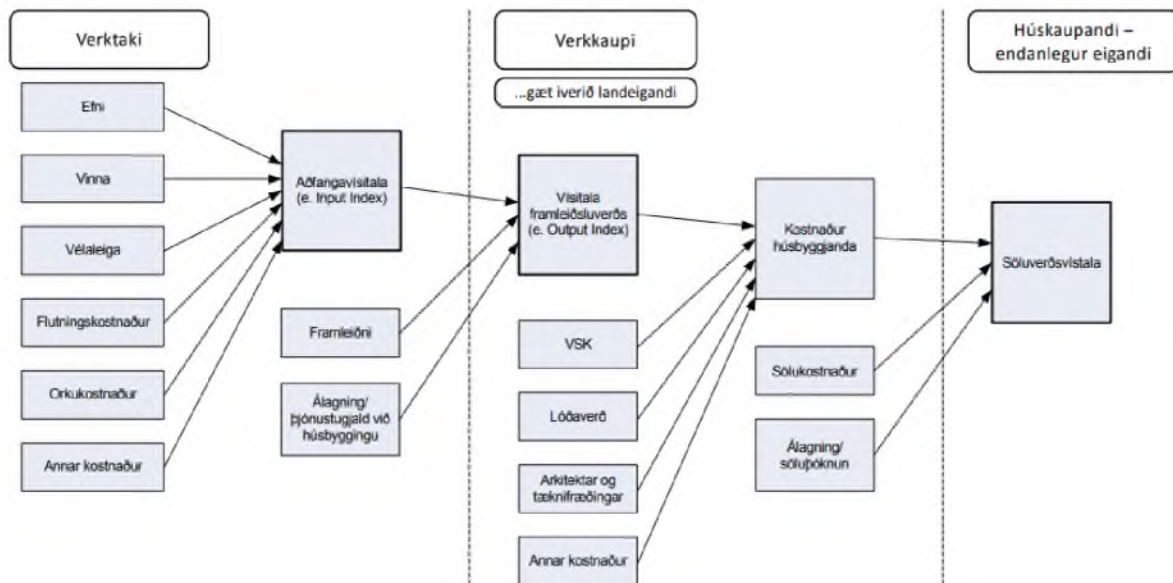 Verktaki
Efni
Vinna
Vélaleiga
Flutningskostnaður
Orkukostnaður
Annar kostnaður
Aðfangavísitala
(e. Input Index)
Framleiðni
Álagning/
þjónustugjald við
húsbyggingu
Verkkaupi
...gæt iverið landeigandi
Vísitala
framleiðsluverðs
(e. Output Index)
VSK
Lóðaverð
Arkitektar og
tæknifræðingar
Annar kostnaður
Kostnaður
húsbyggjanda
Sölukostnaður
Álagning/
söluþóknun
Húskaupandi –
endanlegur eigandi
Söluverðsvístala